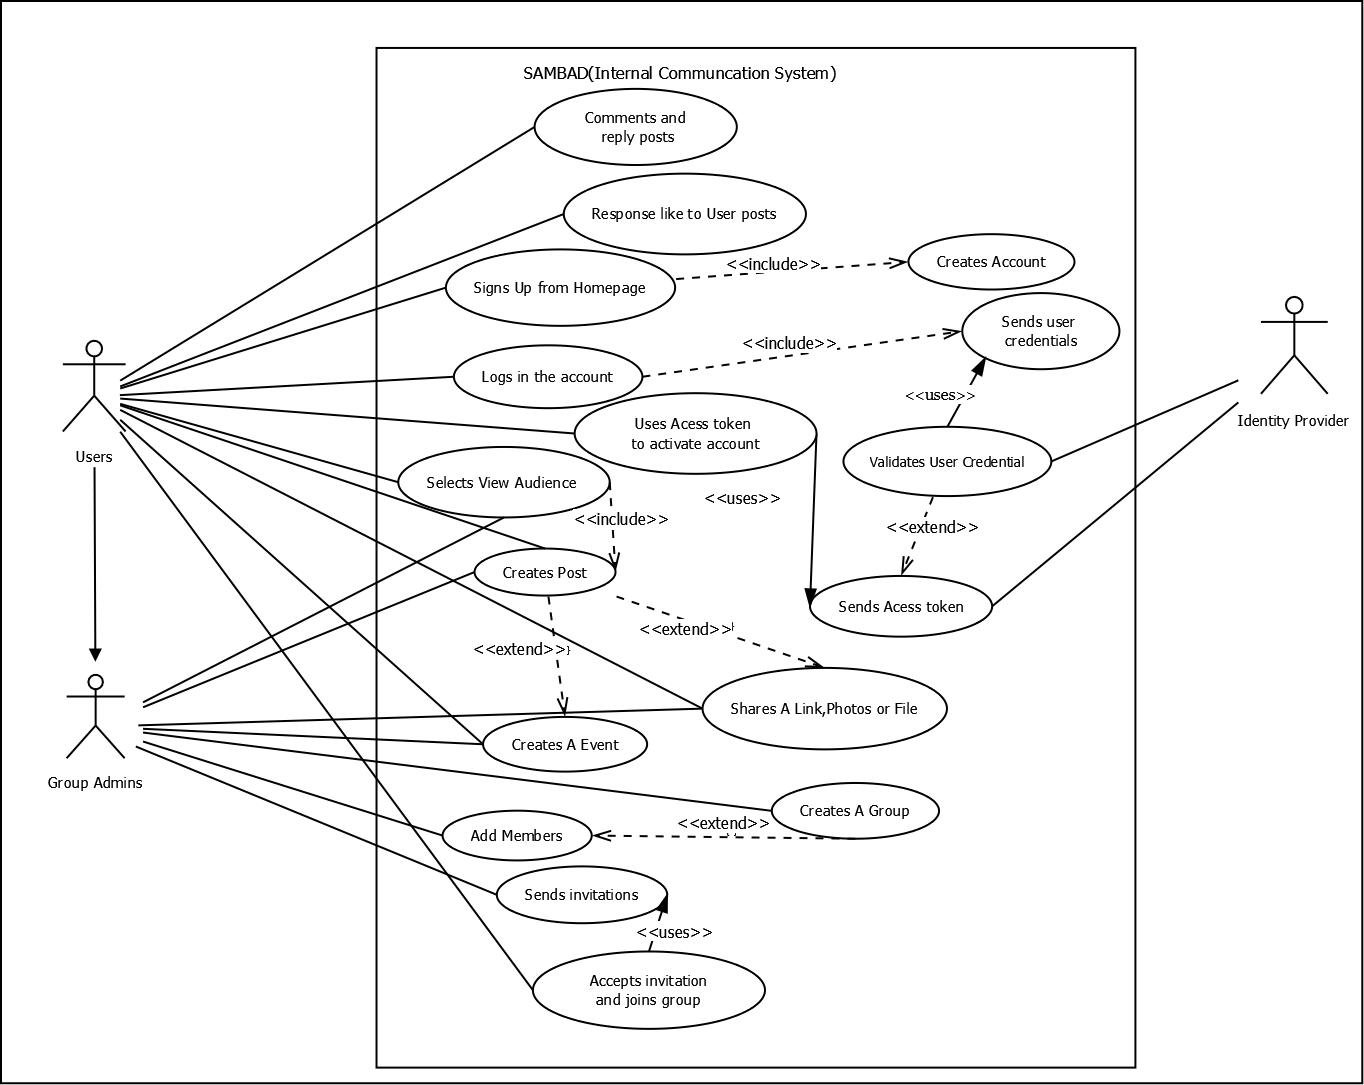 SAMBAD(Internal Communcation System)
Comments and
reply posts
Response like to User posts
<<include>>
Creates Account
Signs Up from Homepage
Sends user
credentials
<<include>>
Logs in the account
<<uses>>
Uses Acess token
to activate account
Identity Provider
Users
Validates User Credential
Selects View Audience
<<uses>>
<<include>>
<<extend>>
Creates Post
Sends Acess token
<<extend>>
<<extend>>
Shares A Link,Photos or File
Creates A Event
Group Admins
Creates A Group
<<extend>>
Add Members
Sends invitations
<<uses>>
Accepts invitation
and joins group